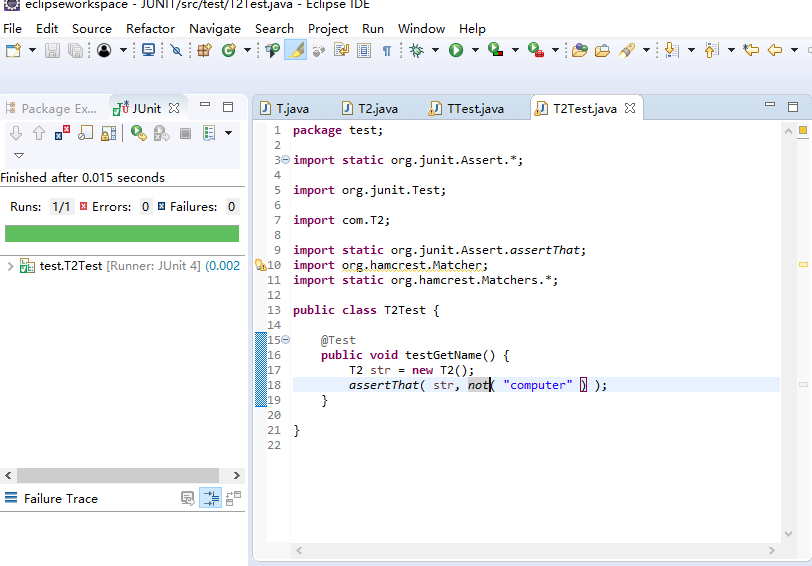 eclipseworkspace - JUNIT/src/test/T2Test.java - Eclipse IDE
File Edit Source Refactor Navigate Search Project Run Window Help
Package Ex... JUnit
Finished after 0.015 seconds
Runs: 1/1 Errors: 0 Failures: 0
test.T2Test [Runner: JUnit 4] (0.002
Failure Trace
T.java T2.java TTest.java T2Test.java
1 package test;
2
3 import static org.junit.Assert.*;
4
5 import org.junit.Test;
6
7 import com.T2;
8
9 import static org.junit.Assert.assertThat;
10 import org.hamcrest.Matcher;
11 import static org.hamcrest.Matchers.*;
12
13 public class T2Test {
14
15 @Test
16 public void testGetName() {
17 T2 str = new T2();
18 assertThat( str, not( "computer" ) );
19 }
20
21 }
22